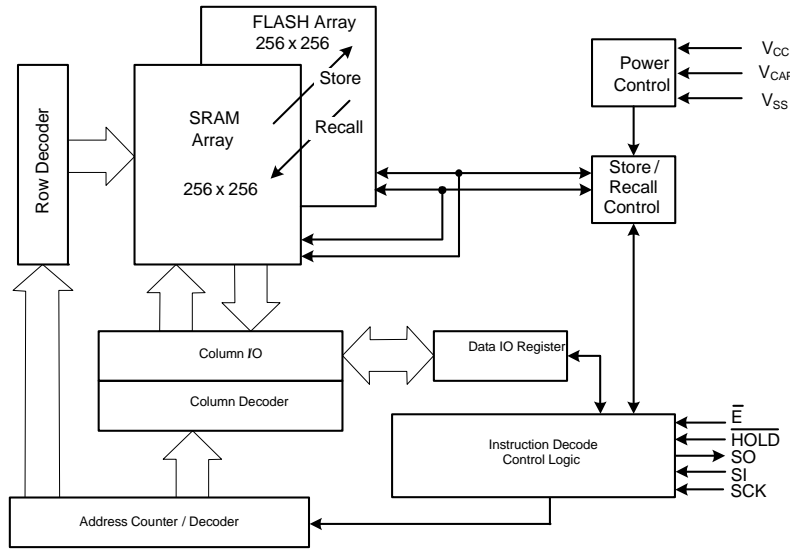 FLASH Array
256 x 256
Store
Recall
SRAM
Array
256 x 256
Row Decoder
Power
Control
VCC
VCAP
VSS
Store /
Recall
Control
Column IO
Column Decoder
Data IO Register
Instruction Decode
Control Logic
E
HOLD
SO
SI
SCK
Address Counter / Decoder